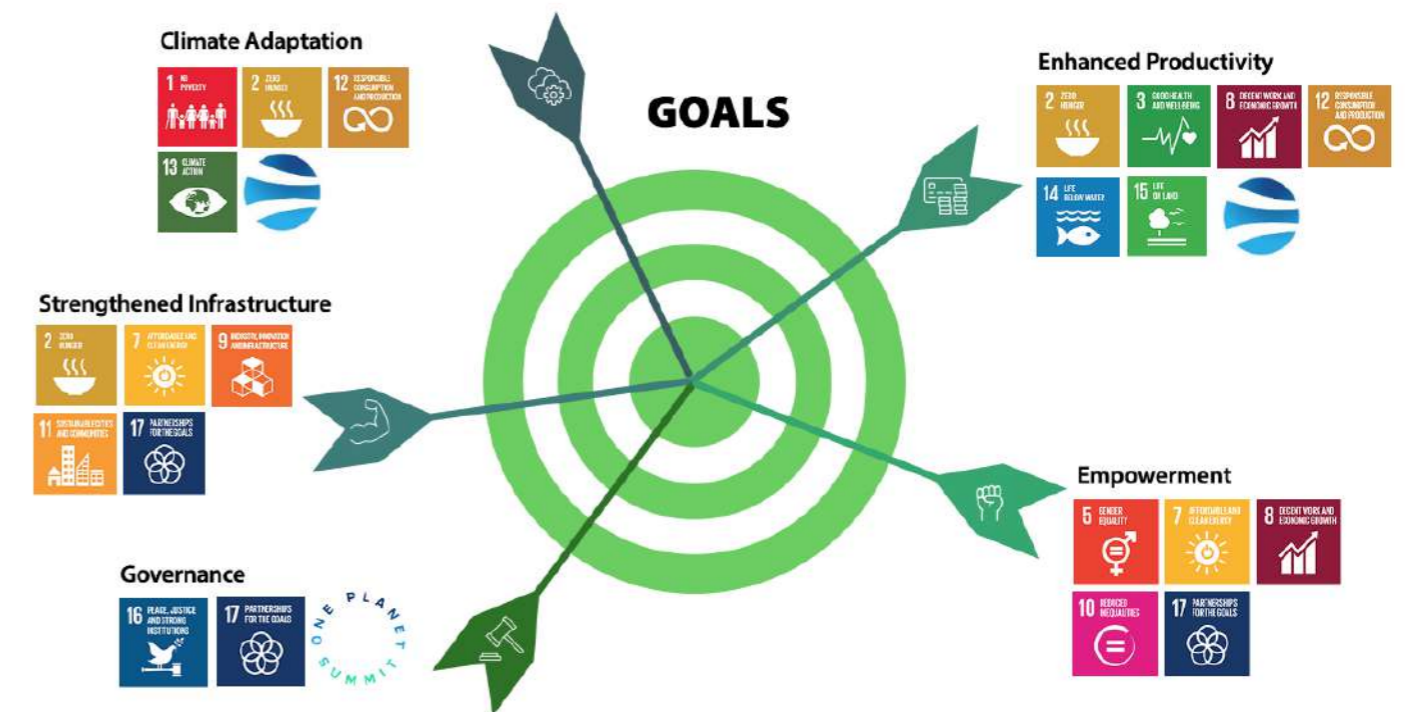 GOALS
Climate Adaptation
1 NO
POVERTY
2 ZERO
HUNGER
12 RESPONSIBLE
CONSUMPTION
AND PRODUCTION
13 CLIMATE
ACTION
Enhanced Productivity
2 ZERO
HUNGER
3 GOOD HEALTH
AND WELL-BEING
8 DECENT WORK AND
ECONOMIC GROWTH
12 RESPONSIBLE
CONSUMPTION
AND PRODUCTION
14 LIFE
BELOW WATER
15 LIFE
ON LAND
Strengthened Infrastructure
2 ZERO
HUNGER
7 AFFORDABLE AND
CLEAN ENERGY
9 INDUSTRY, INNOVATION
AND INFRASTRUCTURE
11 SUSTAINABLE CITIES
AND COMMUNITIES
17 PARTNERSHIPS
FOR THE GOALS
Empowerment
5 GENDER
EQUALITY
7 AFFORDABLE AND
CLEAN ENERGY
8 DECENT WORK AND
ECONOMIC GROWTH
10 REDUCED
INEQUALITIES
17 PARTNERSHIPS
FOR THE GOALS
Governance
16 PEACE, JUSTICE
AND STRONG
INSTITUTIONS
17 PARTNERSHIPS
FOR THE GOALS
ONE PLANET SUMMIT